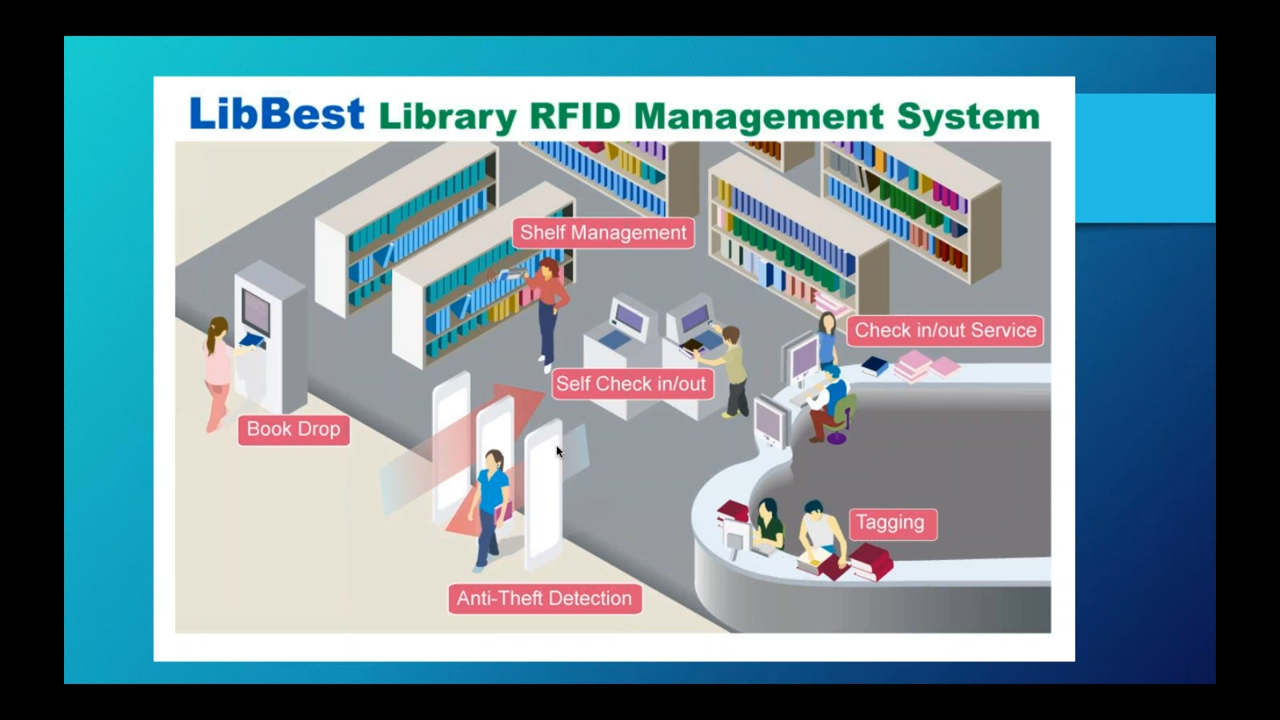 LibBest Library RFID Management System
Shelf Management
Check in/out Service
Self Check in/out
Book Drop
Tagging
Anti-Theft Detection